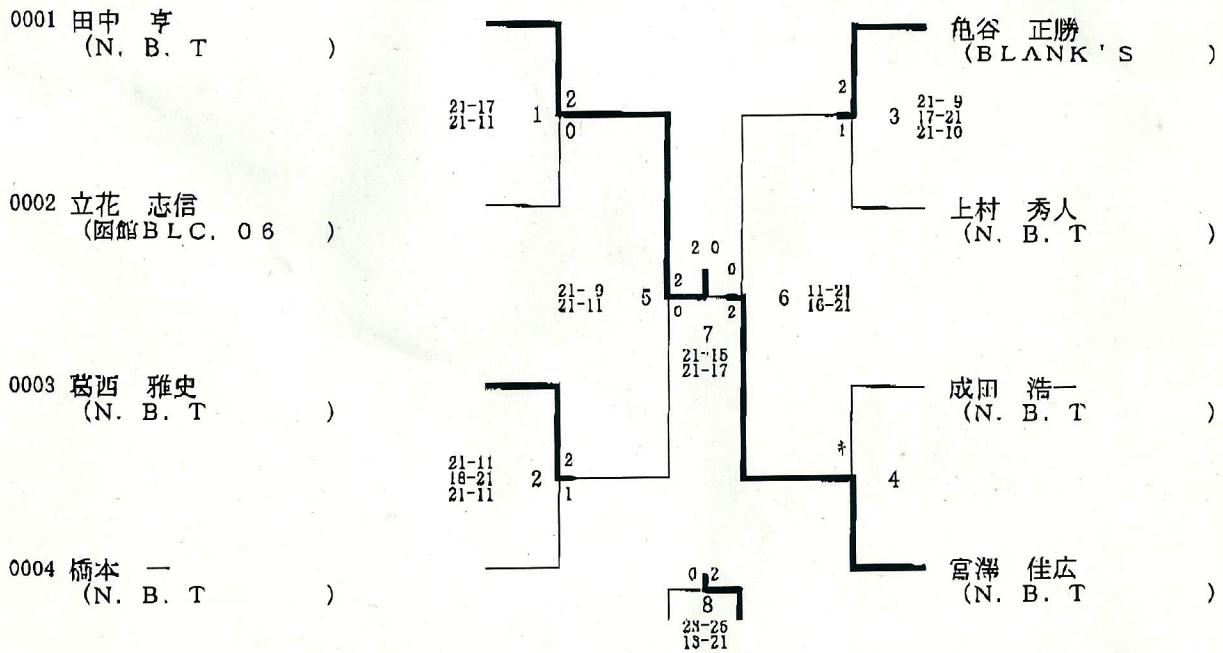 0001 田中 亨
(N. B. T )
0002 立花 志信
(函館BLC. 06 )
0003 葛西 雅史
(N. B. T )
0004 橋本 一
(N. B. T )
21-17
21-11
1
2
0
21-11
18-21
21-11
2
2
1
21- 9
21-11
5
2
0
2 0
7
21-15
21-17
0
2
6
11-21
16-21
2
1
3
21- 9
17-21
21-10
キ
4
0 2
8
13-21
亀谷 正勝
(BLANK'S )
上村 秀人
(N. B. T )
成田 浩一
(N. B. T )
宮澤 佳広
(N. B. T )